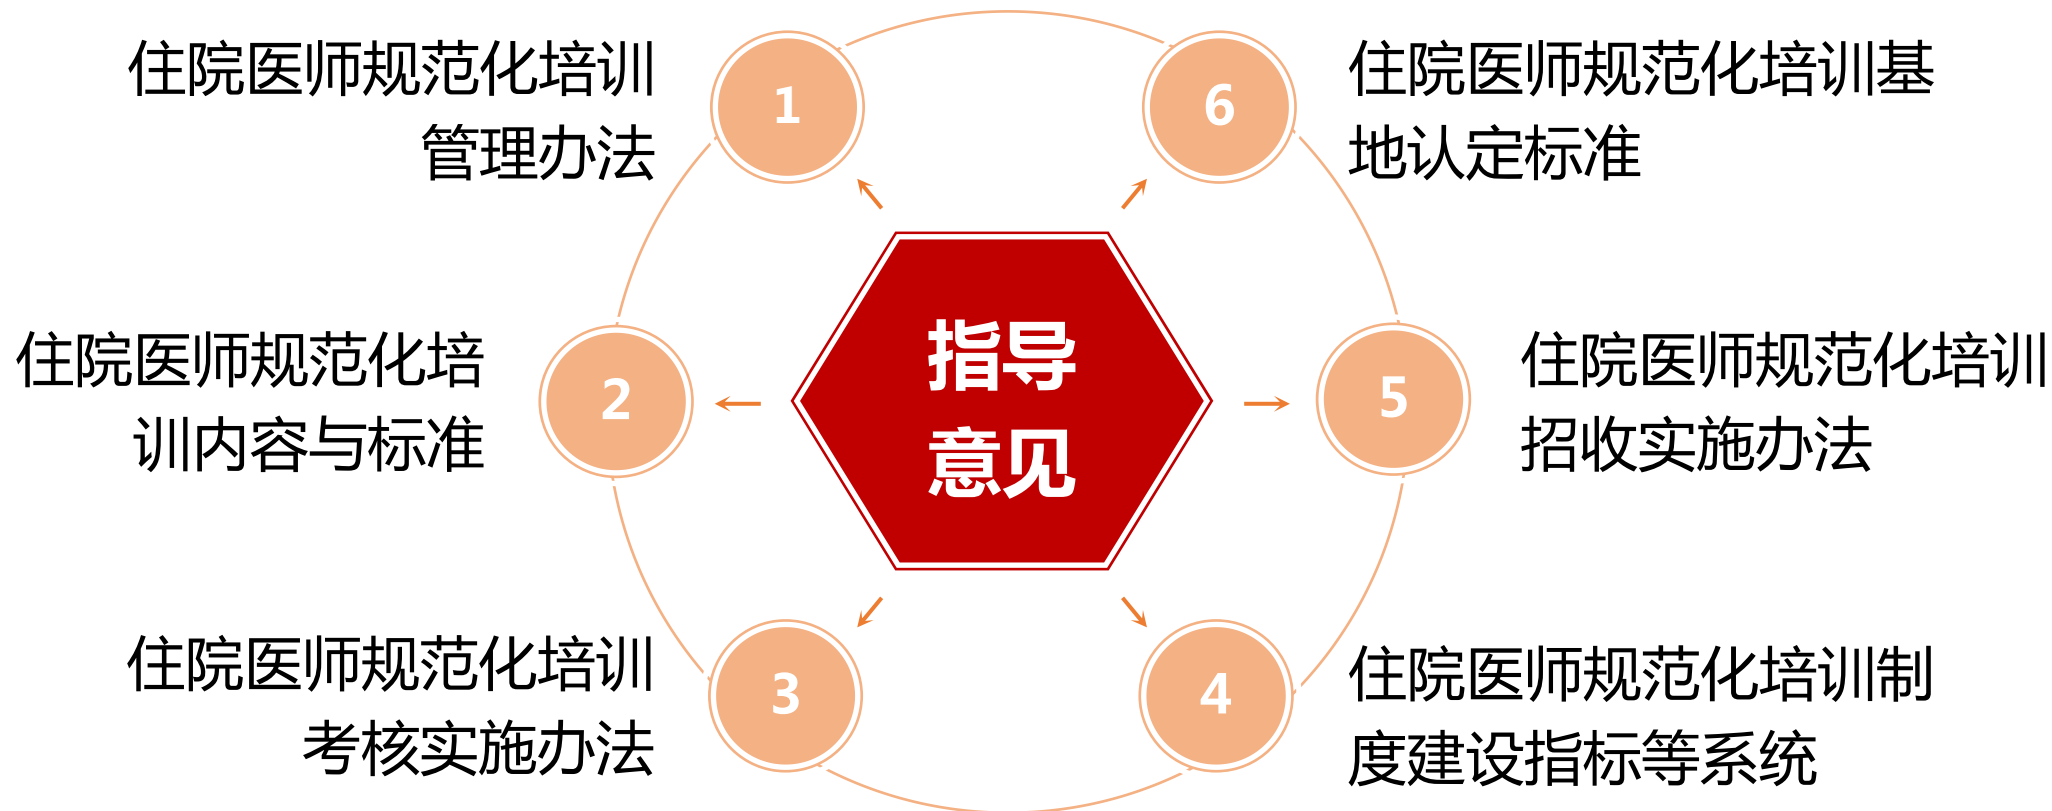 住院医师规范化培训
管理办法
1
6
住院医师规范化培训基
地认定标准
住院医师规范化培
训内容与标准
2
指导
意见
5
住院医师规范化培训
招收实施办法
住院医师规范化培训
考核实施办法
3
4
住院医师规范化培训制
度建设指标等系统